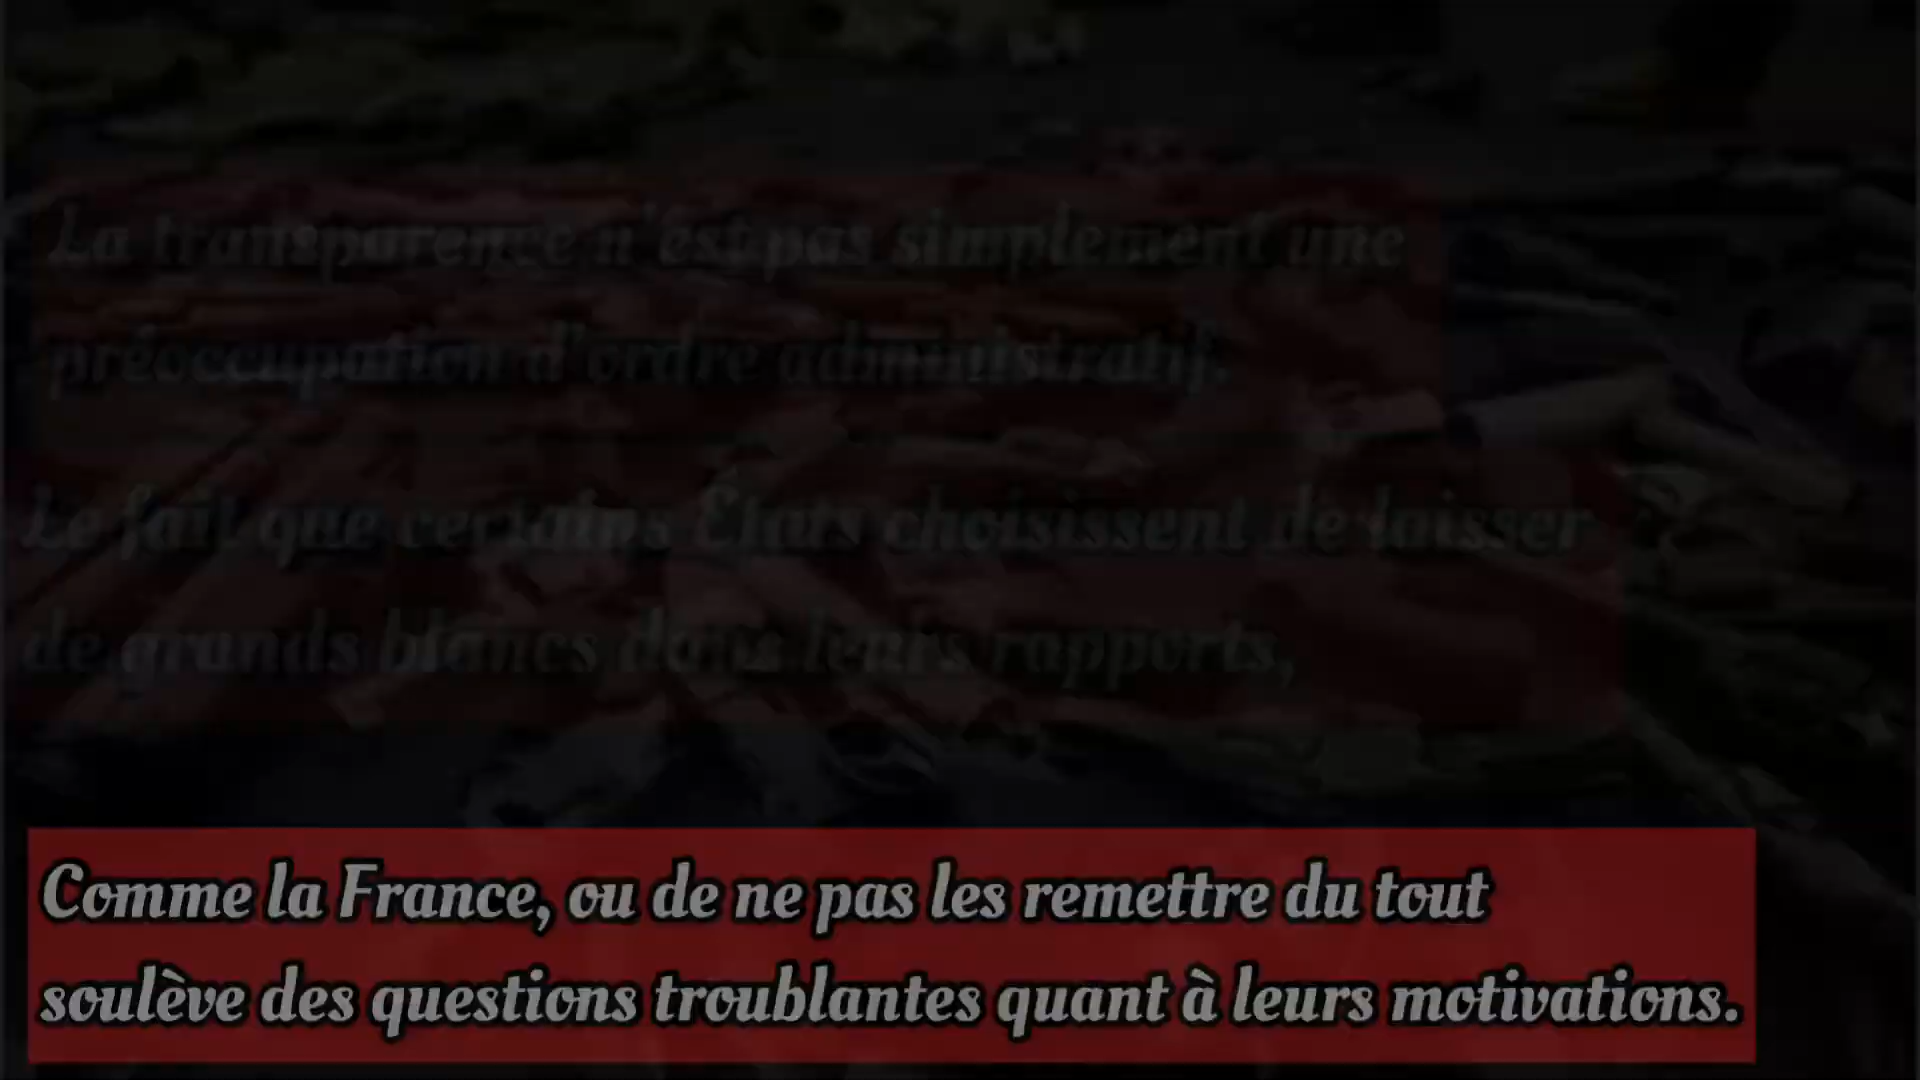 La transparence n'est pas simplement une
préoccupation d'ordre administratif.
Le fait que certains États choisissent de laisser
de grands blancs dans leurs rapports,
Comme la France, ou de ne pas les remettre du tout
soulève des questions troublantes quant à leurs motivations.